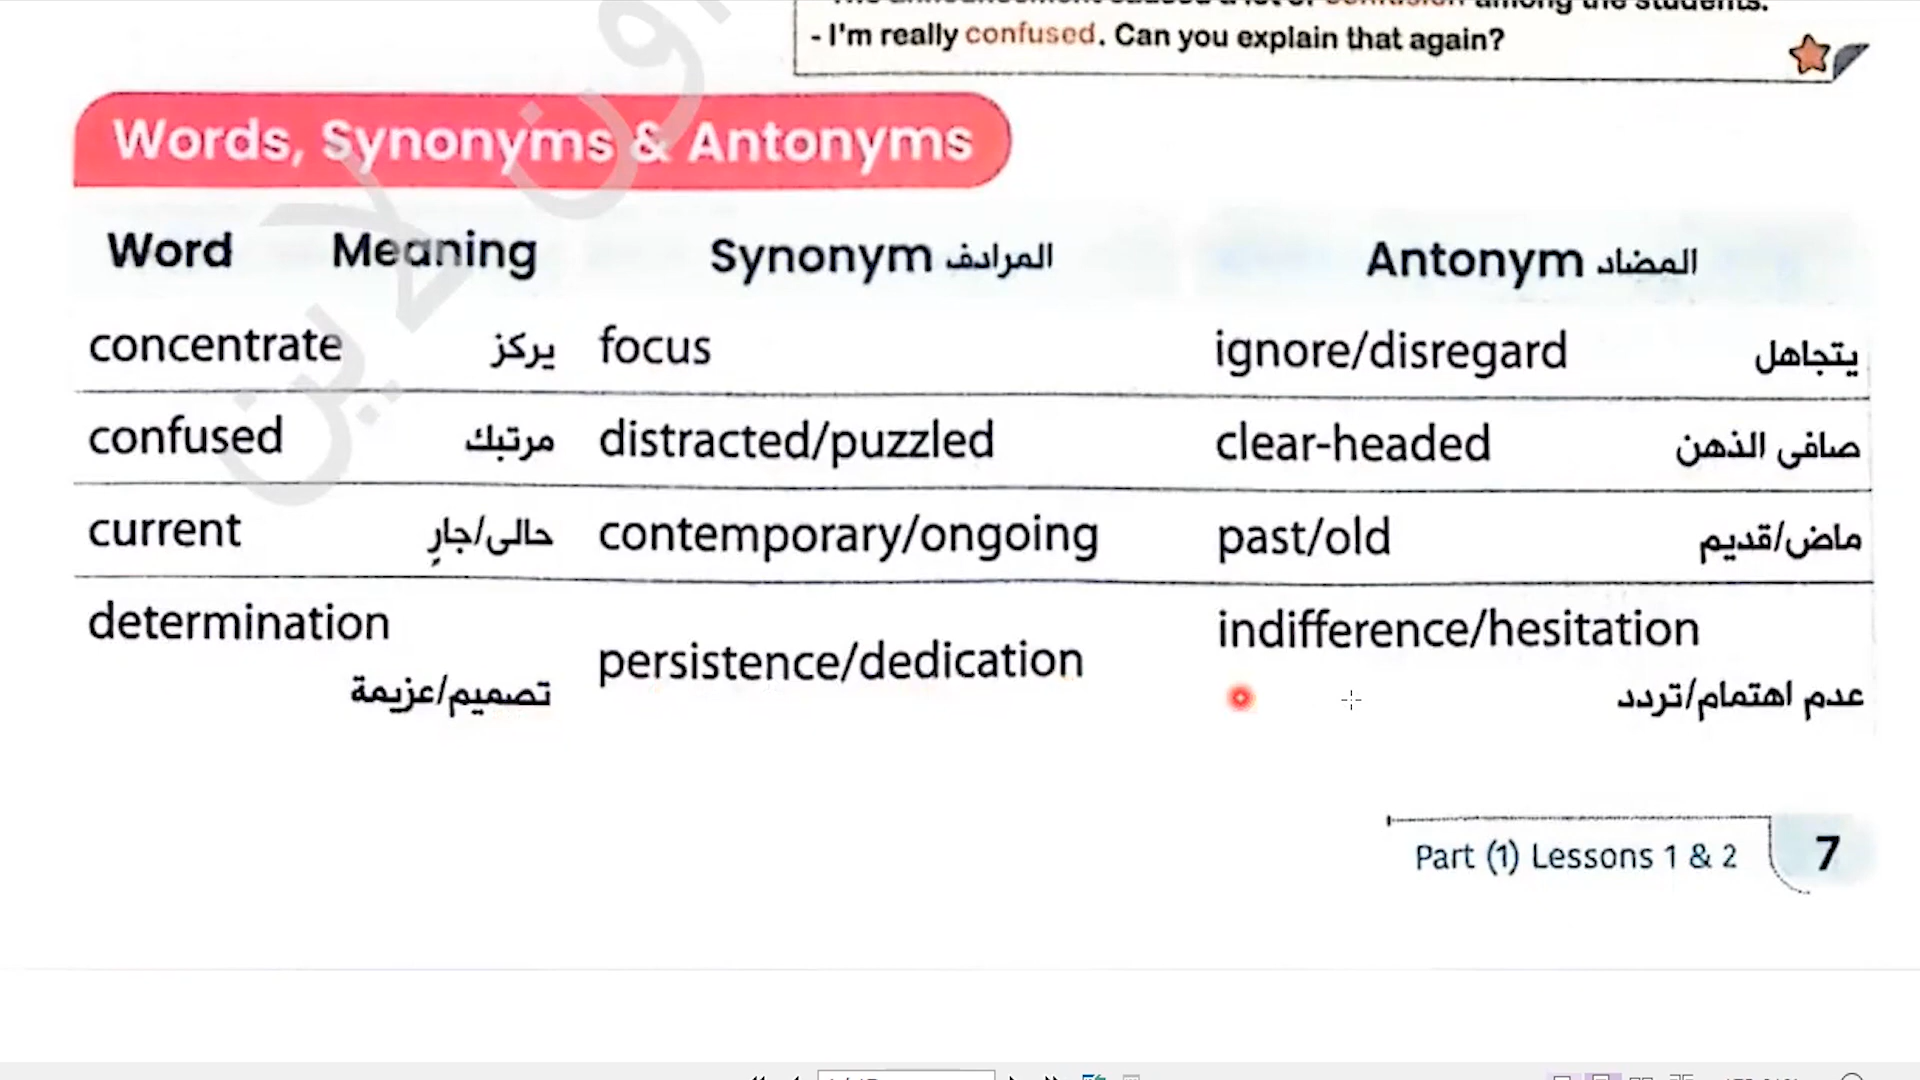 - I'm really confused. Can you explain that again?
Words, Synonyms & Antonyms
Word Meaning Synonym المرادف Antonym المضاد
concentrate يركز focus ignore/disregard يتجاهل
confused مرتبك distracted/puzzled clear-headed صافى الذهن
current حالى/جارٍ contemporary/ongoing past/old ماض/قديم
determination تصميم/عزيمة persistence/dedication indifference/hesitation عدم اهتمام/تردد
Part (1) Lessons 1 & 2 7